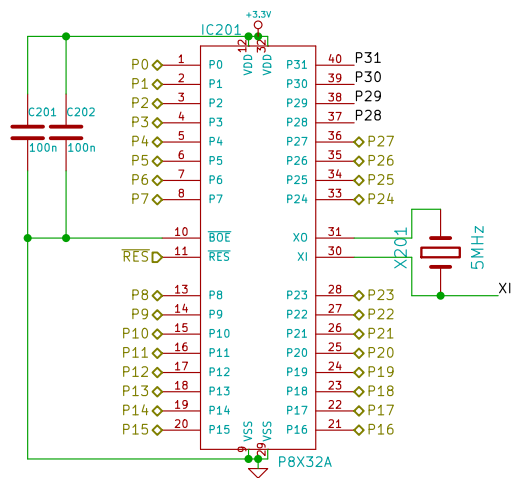 +3.3V
IC201
12 VDD 32 VDD
P0 1 P0 P31 40 P31
P1 2 P1 P30 39 P30
P2 3 P2 P29 38 P29
P3 4 P3 P28 37 P28
P4 5 P4 P27 36 P27
P5 6 P5 P26 35 P26
P6 7 P6 P25 34 P25
P7 8 P7 P24 33 P24
C201 C202
100n 100n
10 BOE XO 31
RES 11 RES XI 30
X201 5MHz
XI
P8 13 P8 P23 28 P23
P9 14 P9 P22 27 P22
P10 15 P10 P21 26 P21
P11 16 P11 P20 25 P20
P12 17 P12 P19 24 P19
P13 18 P13 P18 23 P18
P14 19 P14 P17 22 P17
P15 20 P15 P16 21 P16
9 VSS 29 VSS
P8X32A